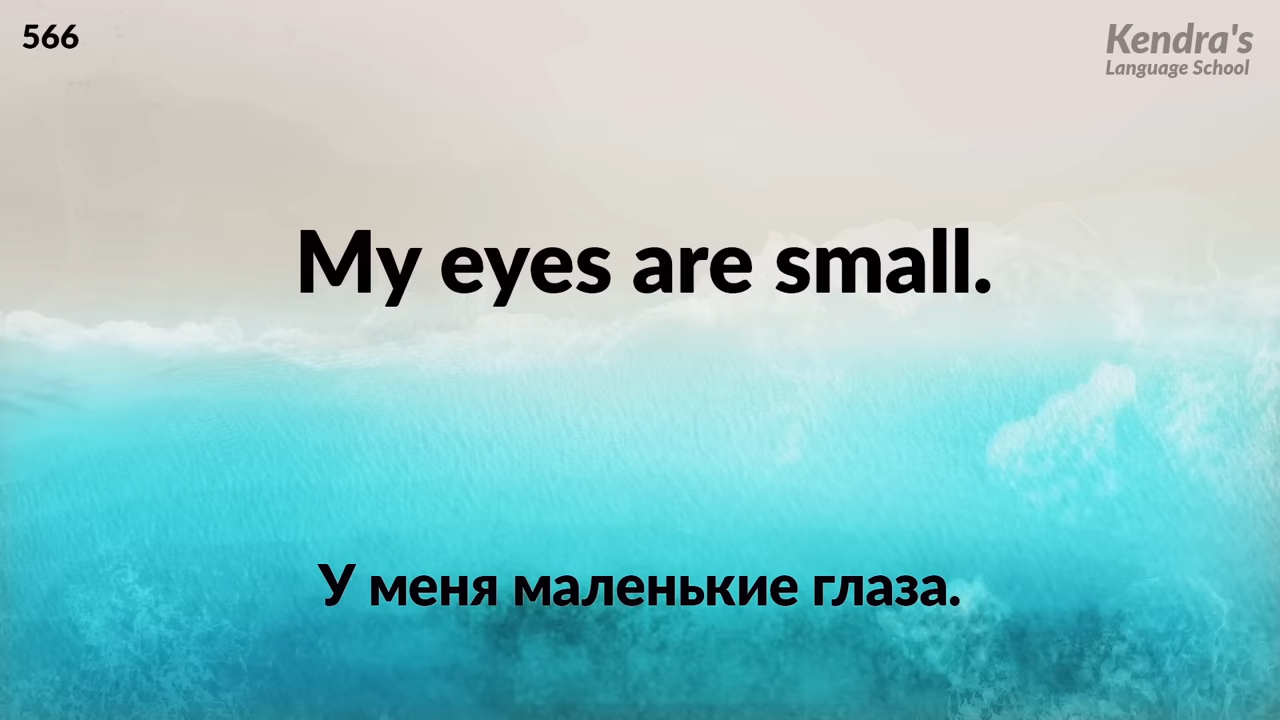 566
Kendra's
Language School
My eyes are small.
У меня маленькие глаза.